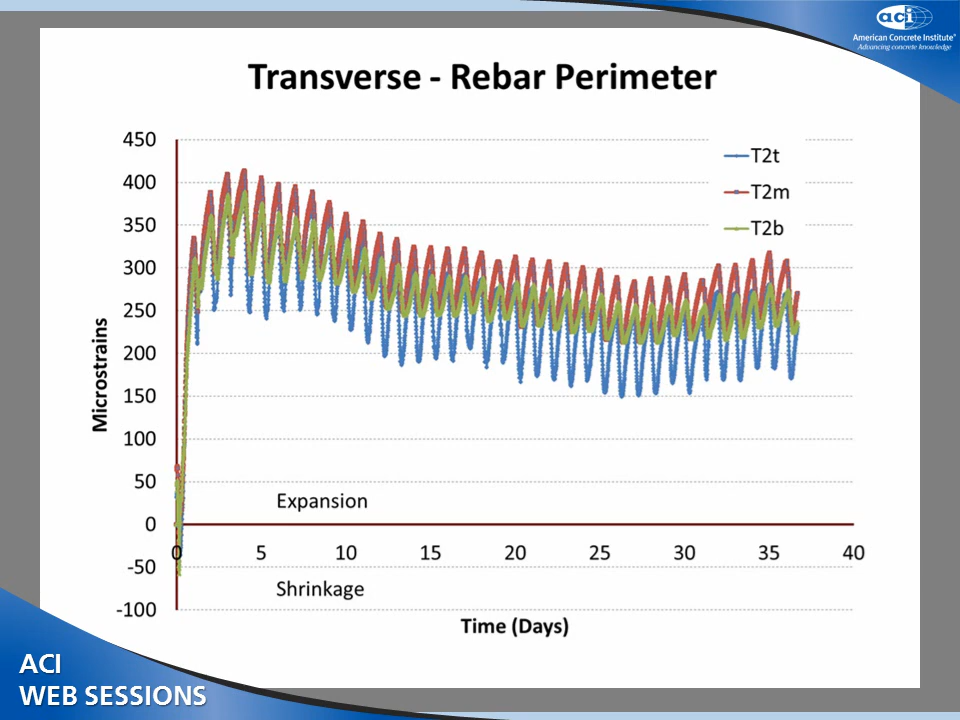 aci
American Concrete Institute®
Advancing concrete knowledge
Transverse - Rebar Perimeter
450
400
350
300
250
200
150
100
50
0
-50
-100
Microstrains
T2t
T2m
T2b
Expansion
0 5 10 15 20 25 30 35 40
Shrinkage
Time (Days)
ACI
WEB SESSIONS